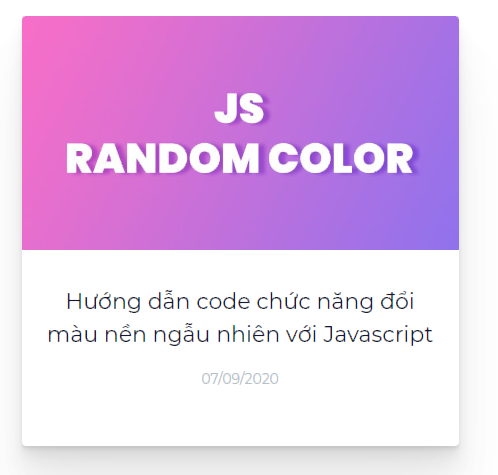 JS
RANDOM COLOR
Hướng dẫn code chức năng đổi
màu nền ngẫu nhiên với Javascript
07/09/2020